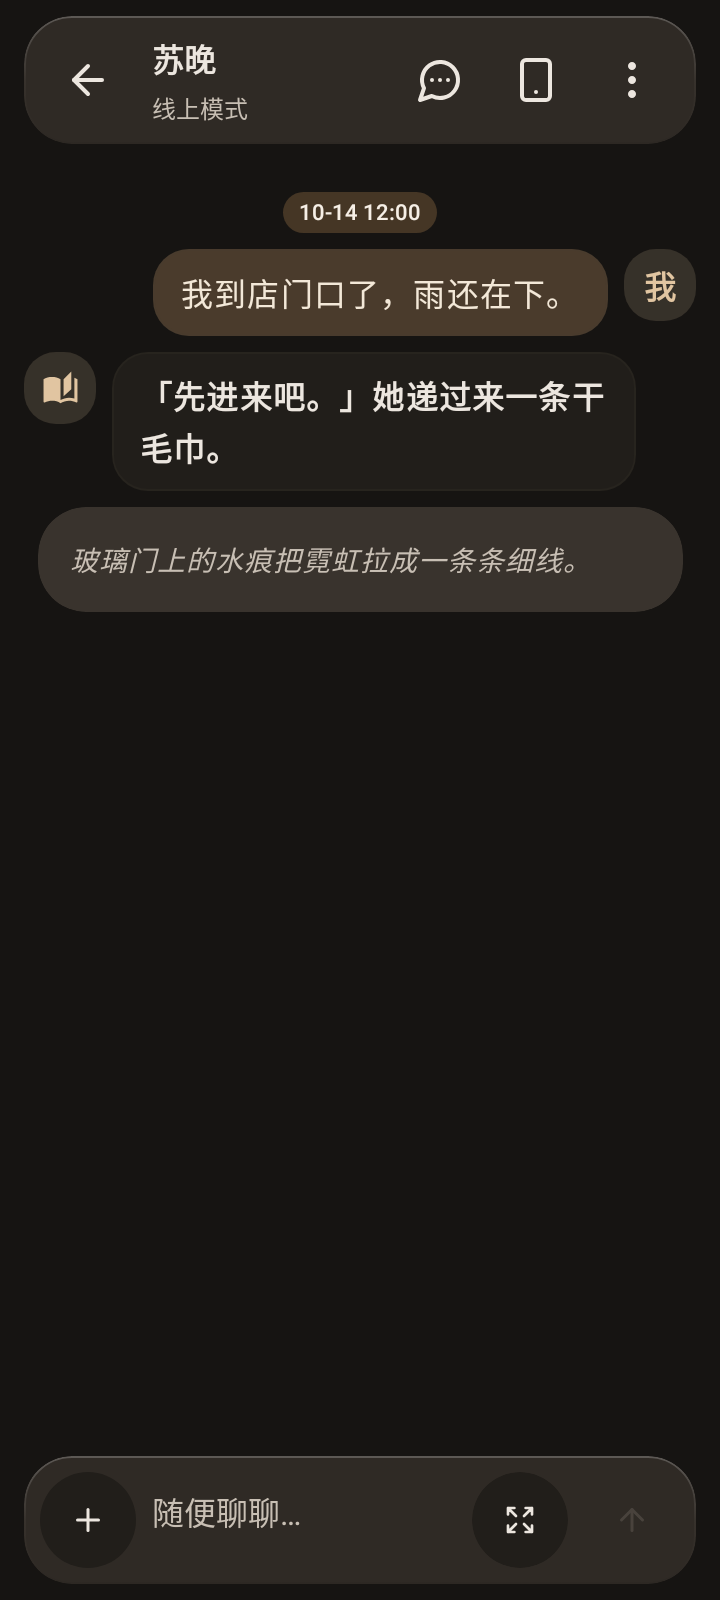 苏晚
线上模式
10-14 12:00
我到店门口了，雨还在下。
我
「先进来吧。」她递过来一条干
毛巾。
玻璃门上的水痕把霓虹拉成一条条细线。
随便聊聊...